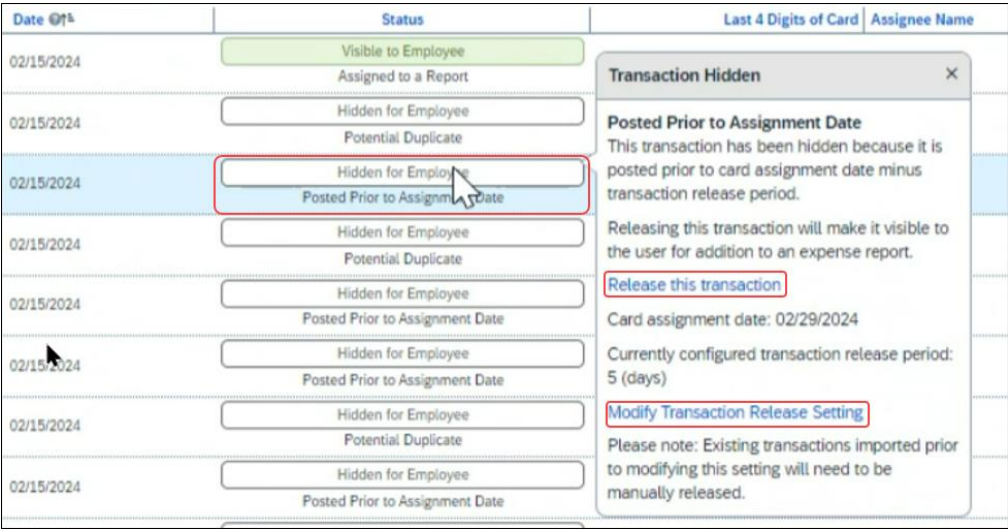 Date
Status
Last 4 Digits of Card
Assignee Name
02/15/2024
Visible to Employee
Assigned to a Report
02/15/2024
Hidden for Employee
Potential Duplicate
02/15/2024
Hidden for Employee
Posted Prior to Assignment Date
02/15/2024
Hidden for Employee
Potential Duplicate
02/15/2024
Hidden for Employee
Posted Prior to Assignment Date
02/15/2024
Hidden for Employee
Posted Prior to Assignment Date
02/15/2024
Hidden for Employee
Potential Duplicate
02/15/2024
Hidden for Employee
Posted Prior to Assignment Date
Transaction Hidden
Posted Prior to Assignment Date
This transaction has been hidden because it is
posted prior to card assignment date minus
transaction release period.
Releasing this transaction will make it visible to
the user for addition to an expense report.
Release this transaction
Card assignment date: 02/29/2024
Currently configured transaction release period:
5 (days)
Modify Transaction Release Setting
Please note: Existing transactions imported prior
to modifying this setting will need to be
manually released.